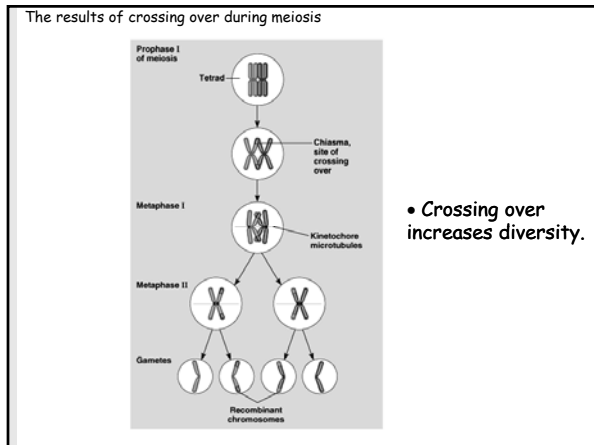 The results of crossing over during meiosis
Prophase I
of meiosis
Tetrad
Chiasma,
site of
crossing
over
Metaphase I
Kinetochore
microtubules
Metaphase II
Gametes
Recombinant
chromosomes
• Crossing over
increases diversity.